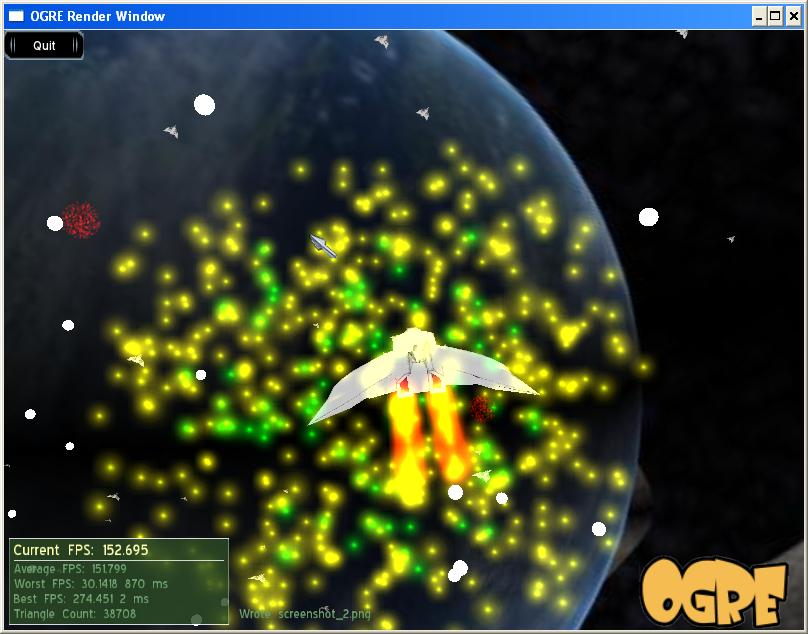 OGRE Render Window
Quit
Current FPS: 152.695
Average FPS: 151.799
Worst FPS: 30.1418 870 ms
Best FPS: 274.451 2 ms
Triangle Count: 38708
Wrote screenshot_2.png
OGRE